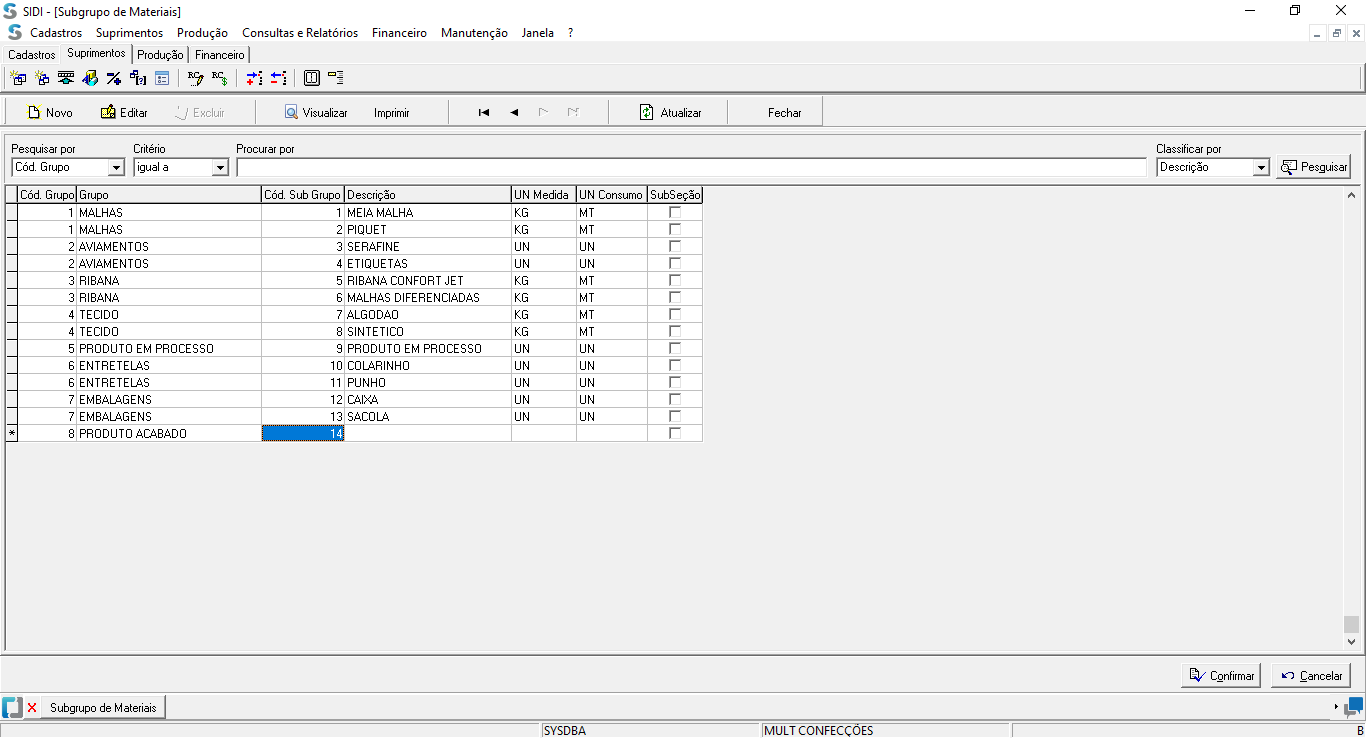 SIDI - [Subgrupo de Materiais]
Cadastros Suprimentos Produção Consultas e Relatórios Financeiro Manutenção Janela ?
Cadastros Suprimentos Produção Financeiro
Novo Editar Excluir Visualizar Imprimir Atualizar Fechar
Pesquisar por Critério Procurar por Classificar por
Cód. Grupo igual a Descrição Pesquisar
Cód. Grupo Grupo Cód. Sub Grupo Descrição UN Medida UN Consumo SubSeção
1 MALHAS 1 MEIA MALHA KG MT
1 MALHAS 2 PIQUET KG MT
2 AVIAMENTOS 3 SERAFINE UN UN
2 AVIAMENTOS 4 ETIQUETAS UN UN
3 RIBANA 5 RIBANA CONFORT JET KG MT
3 RIBANA 6 MALHAS DIFERENCIADAS KG MT
4 TECIDO 7 ALGODAO KG MT
4 TECIDO 8 SINTETICO KG MT
5 PRODUTO EM PROCESSO 9 PRODUTO EM PROCESSO UN UN
6 ENTRETELAS 10 COLARINHO UN UN
6 ENTRETELAS 11 PUNHO UN UN
7 EMBALAGENS 12 CAIXA UN UN
7 EMBALAGENS 13 SACOLA UN UN
* 8 PRODUTO ACABADO 14
Confirmar Cancelar
Subgrupo de Materiais
SYSDBA MULT CONFECÇÕES B